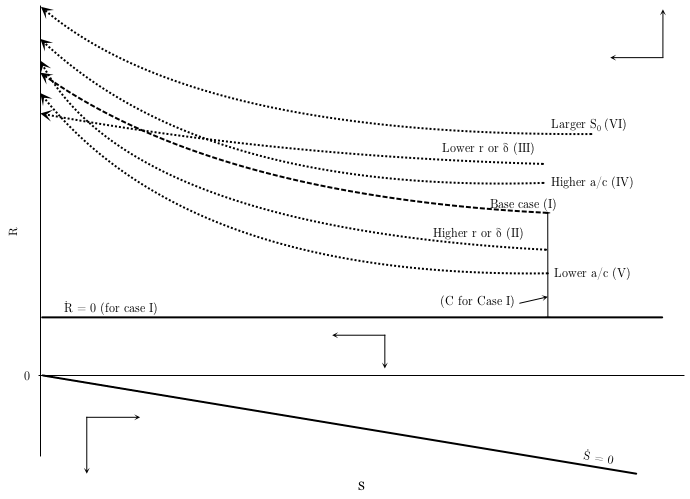 Larger S₀ (VI)
Lower r or δ (III)
Higher a/c (IV)
Base case (I)
Higher r or δ (II)
Lower a/c (V)
(C for Case I)
Ṙ = 0 (for case I)
R
0
Ṡ = 0
S